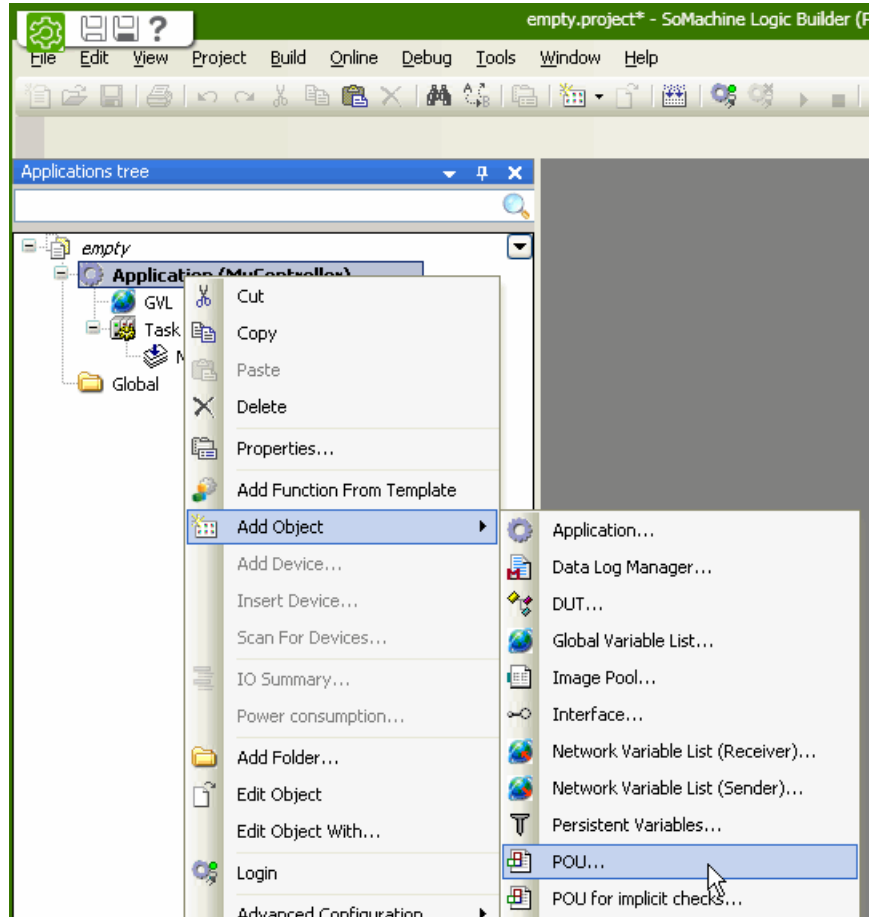 empty.project* - SoMachine Logic Builder (
File Edit View Project Build Online Debug Tools Window Help
Applications tree
empty
Application (MyController)
GVL
Task
Global
Cut
Copy
Paste
Delete
Properties...
Add Function From Template
Add Object
Add Device...
Insert Device...
Scan For Devices...
IO Summary...
Power consumption...
Add Folder...
Edit Object
Edit Object With...
Login
Advanced Configuration
Application...
Data Log Manager...
DUT...
Global Variable List...
Image Pool...
Interface...
Network Variable List (Receiver)...
Network Variable List (Sender)...
Persistent Variables...
POU...
POU for implicit checks...